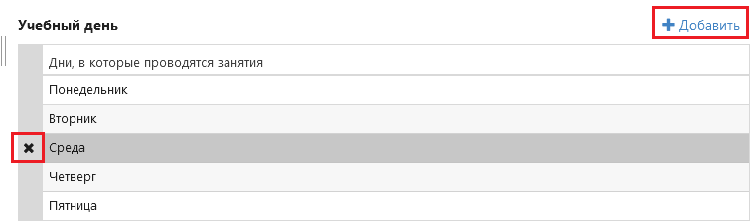 Учебный день
Добавить
Дни, в которые проводятся занятия
Понедельник
Вторник
Среда
Четверг
Пятница